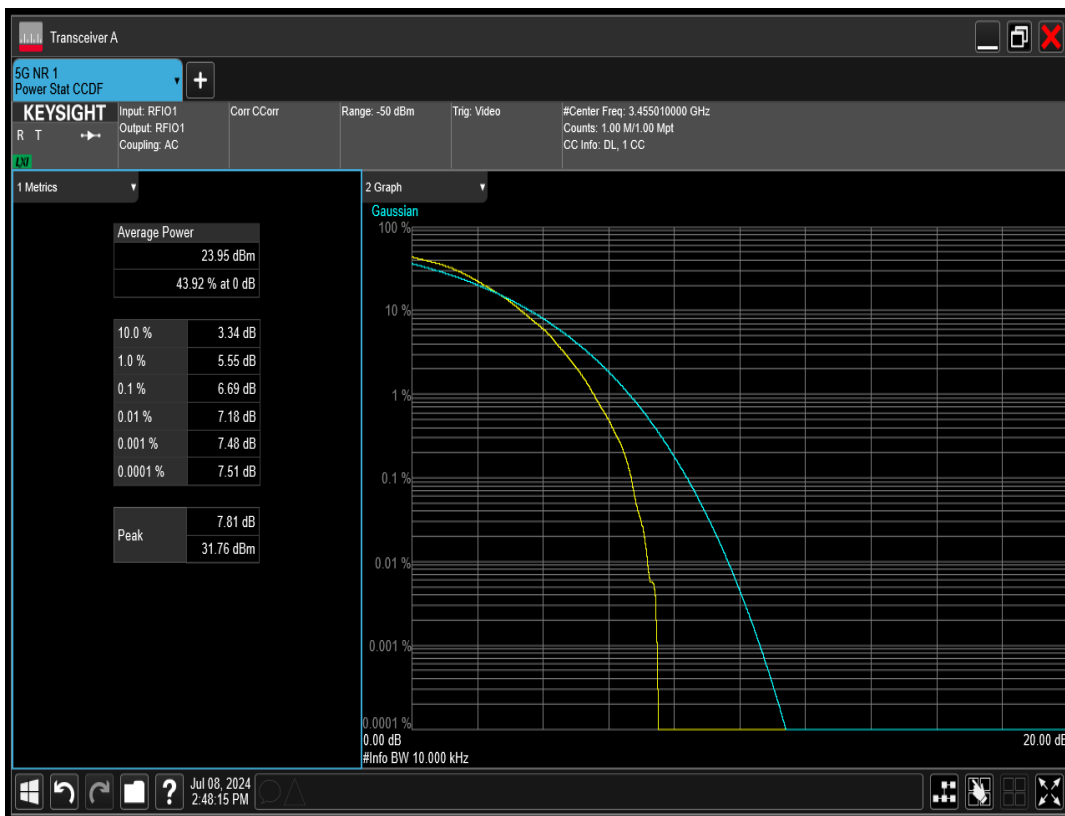 Transceiver A
5G NR 1
Power Stat CCDF
+
KEYSIGHT
R T
LXI
Input: RFIO1
Output: RFIO1
Coupling: AC
Corr CCorr
Range: -50 dBm
Trig: Video
#Center Freq: 3.455010000 GHz
Counts: 1.00 M/1.00 Mpt
CC Info: DL, 1 CC
1 Metrics
Average Power
23.95 dBm
43.92 % at 0 dB
10.0 % 3.34 dB
1.0 % 5.55 dB
0.1 % 6.69 dB
0.01 % 7.18 dB
0.001 % 7.48 dB
0.0001 % 7.51 dB
Peak
7.81 dB
31.76 dBm
2 Graph
Gaussian
100 %
10 %
1 %
0.1 %
0.01 %
0.001 %
0.0001 %
0.00 dB 20.00 dB
#Info BW 10.000 kHz
?
Jul 08, 2024
2:48:15 PM